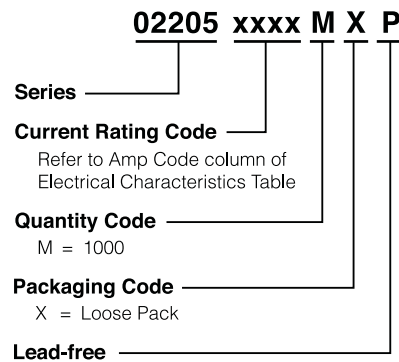 02205 xxxx M X P
Series
Current Rating Code
Refer to Amp Code column of
Electrical Characteristics Table
Quantity Code
M = 1000
Packaging Code
X = Loose Pack
Lead-free